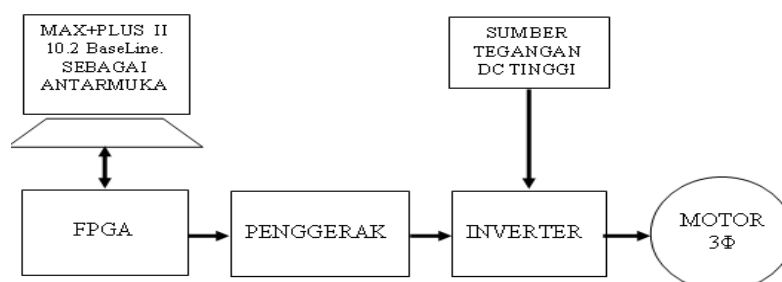 MAX+PLUS II
10.2 BaseLine.
SEBAGAI
ANTARMUKA
SUMBER
TEGANGAN
DC TINGGI
FPGA
PENGGERAK
INVERTER
MOTOR
3Φ